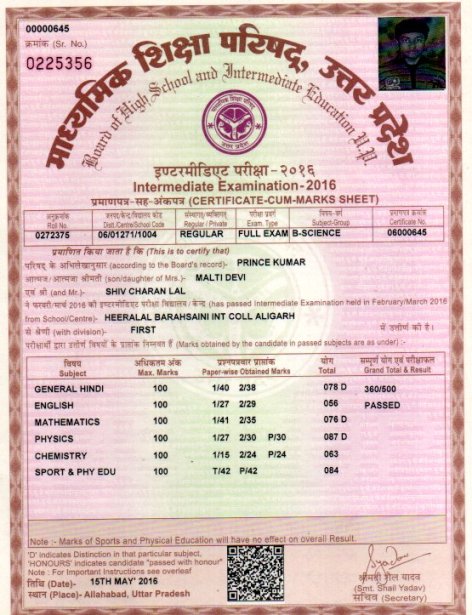 00000645
क्रमांक (Sr. No.)
0225356
माध्यमिक शिक्षा परिषद, उत्तर प्रदेश
Board of High School and Intermediate Education U.P.
इण्टरमीडिएट परीक्षा - २०१६
Intermediate Examination-2016
प्रमाणपत्र-सह-अंकपत्र (CERTIFICATE-CUM-MARKS SHEET)
अनुक्रमांक जनपद/केन्द्र/विद्यालय कोड संस्थागत/व्यक्तिगत परीक्षा प्रकार विषय-वर्ग प्रमाणपत्र क्रमांक
Roll No. Dist./Centre/School Code Regular / Private Exam. Type Subject-Group Certificate No.
0272375 06/01271/1004 REGULAR FULL EXAM B-SCIENCE 06000645
प्रमाणित किया जाता है कि (This is to certify that)
परिषद के अभिलेखानुसार (according to the Board's record)- PRINCE KUMAR
आत्मज/आत्मजा श्रीमती (son/daughter of Mrs.)- MALTI DEVI
एवं श्री (and Mr.)- SHIV CHARAN LAL
ने फरवरी/मार्च 2016 की इण्टरमीडिएट परीक्षा विद्यालय/केन्द्र (has passed Intermediate Examination held in February/March 2016
from School/Centre)- HEERALAL BARAHSAINI INT COLL ALIGARH
से श्रेणी (with division)- FIRST में उत्तीर्ण की है।
परीक्षार्थी द्वारा उत्तीर्ण विषयों के प्राप्तांक निम्नवत हैं (Marks obtained by the candidate in passed subjects are as under) :-
विषय अधिकतम अंक प्रश्नपत्रवार प्राप्तांक योग सम्पूर्ण योग एवं परीक्षाफल
Subject Max. Marks Paper-wise Obtained Marks Total Grand Total & Result
GENERAL HINDI 100 1/40 2/38 078 D 360/500
ENGLISH 100 1/27 2/29 056 PASSED
MATHEMATICS 100 1/41 2/35 076 D
PHYSICS 100 1/27 2/30 P/30 087 D
CHEMISTRY 100 1/15 2/24 P/24 063
SPORT & PHY EDU 100 T/42 P/42 084
Note :- Marks of Sports and Physical Education will have no effect on overall Result.
'D' indicates Distinction in that particular subject,
'HONOURS' indicates candidate "passed with honour"
Note : For Important Instructions see overleaf
तिथि (Date)- 15TH MAY' 2016
स्थान (Place)- Allahabad, Uttar Pradesh
श्रीमती शैल यादव
(Smt. Shail Yadav)
सचिव (Secretary)